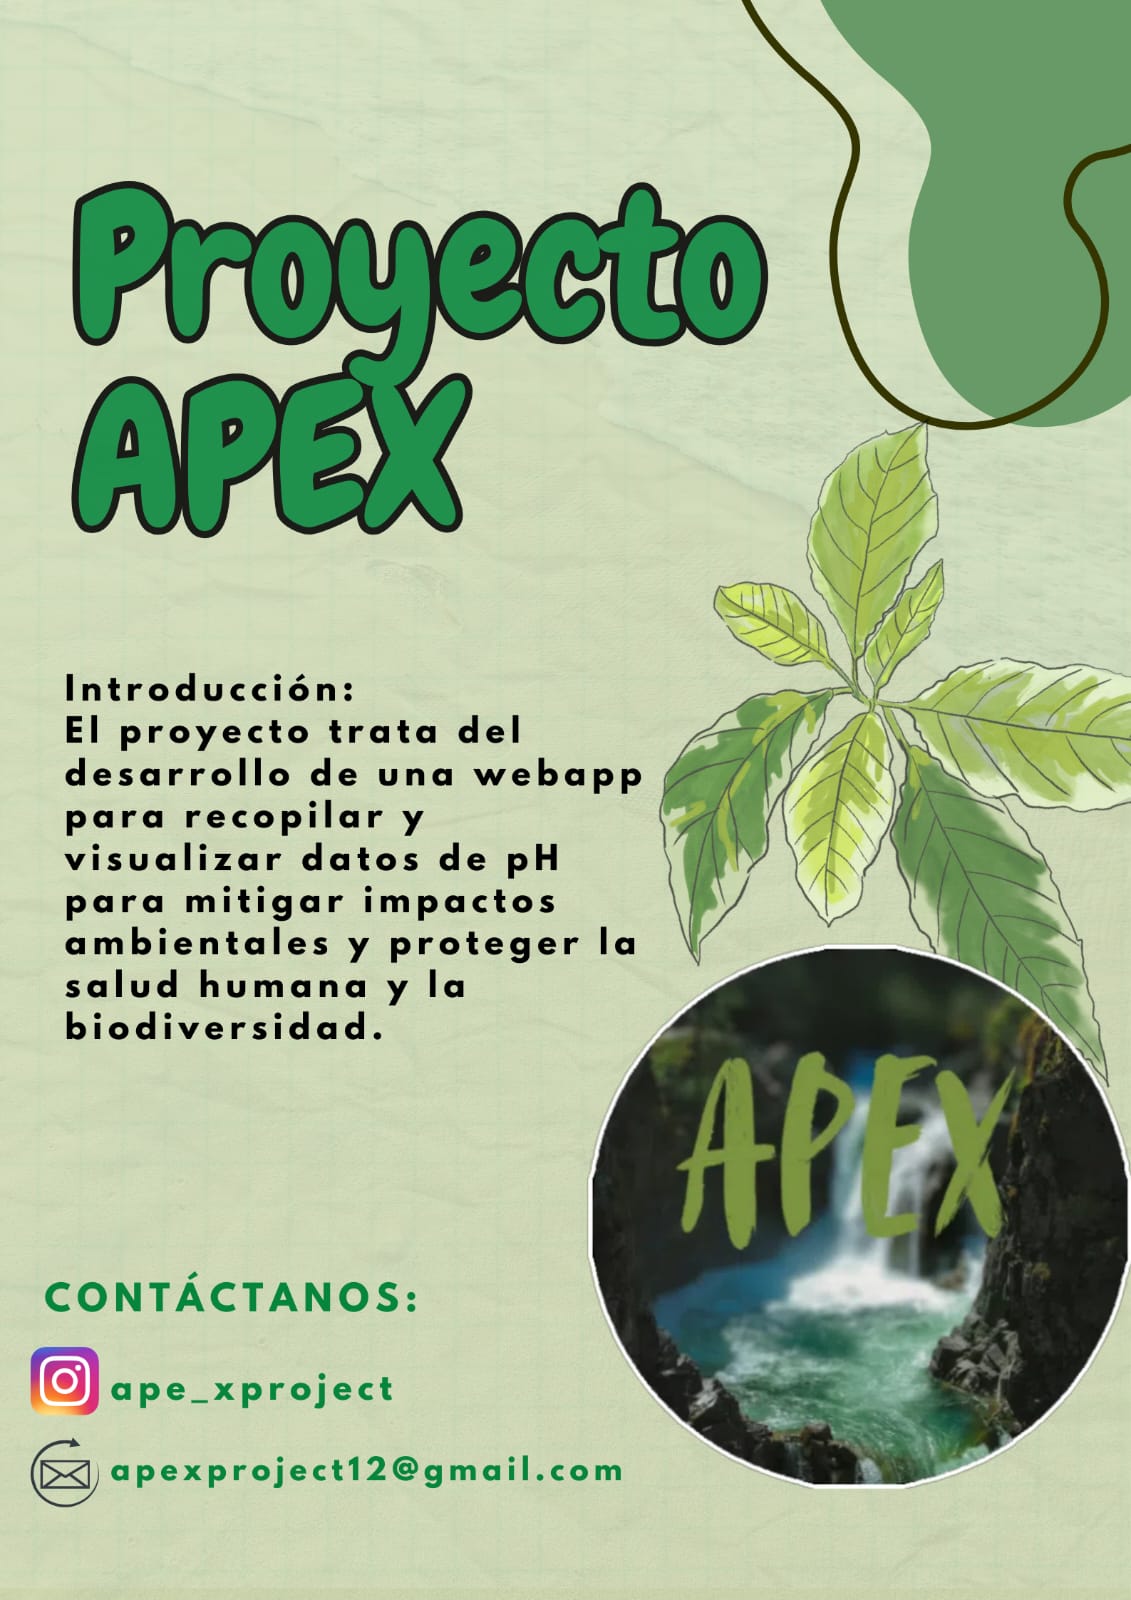 Proyecto
APEX
Introducción:
El proyecto trata del
desarrollo de una webapp
para recopilar y
visualizar datos de pH
para mitigar impactos
ambientales y proteger la
salud humana y la
biodiversidad.
APEX
CONTÁCTANOS:
ape_xproject
apexproject12@gmail.com